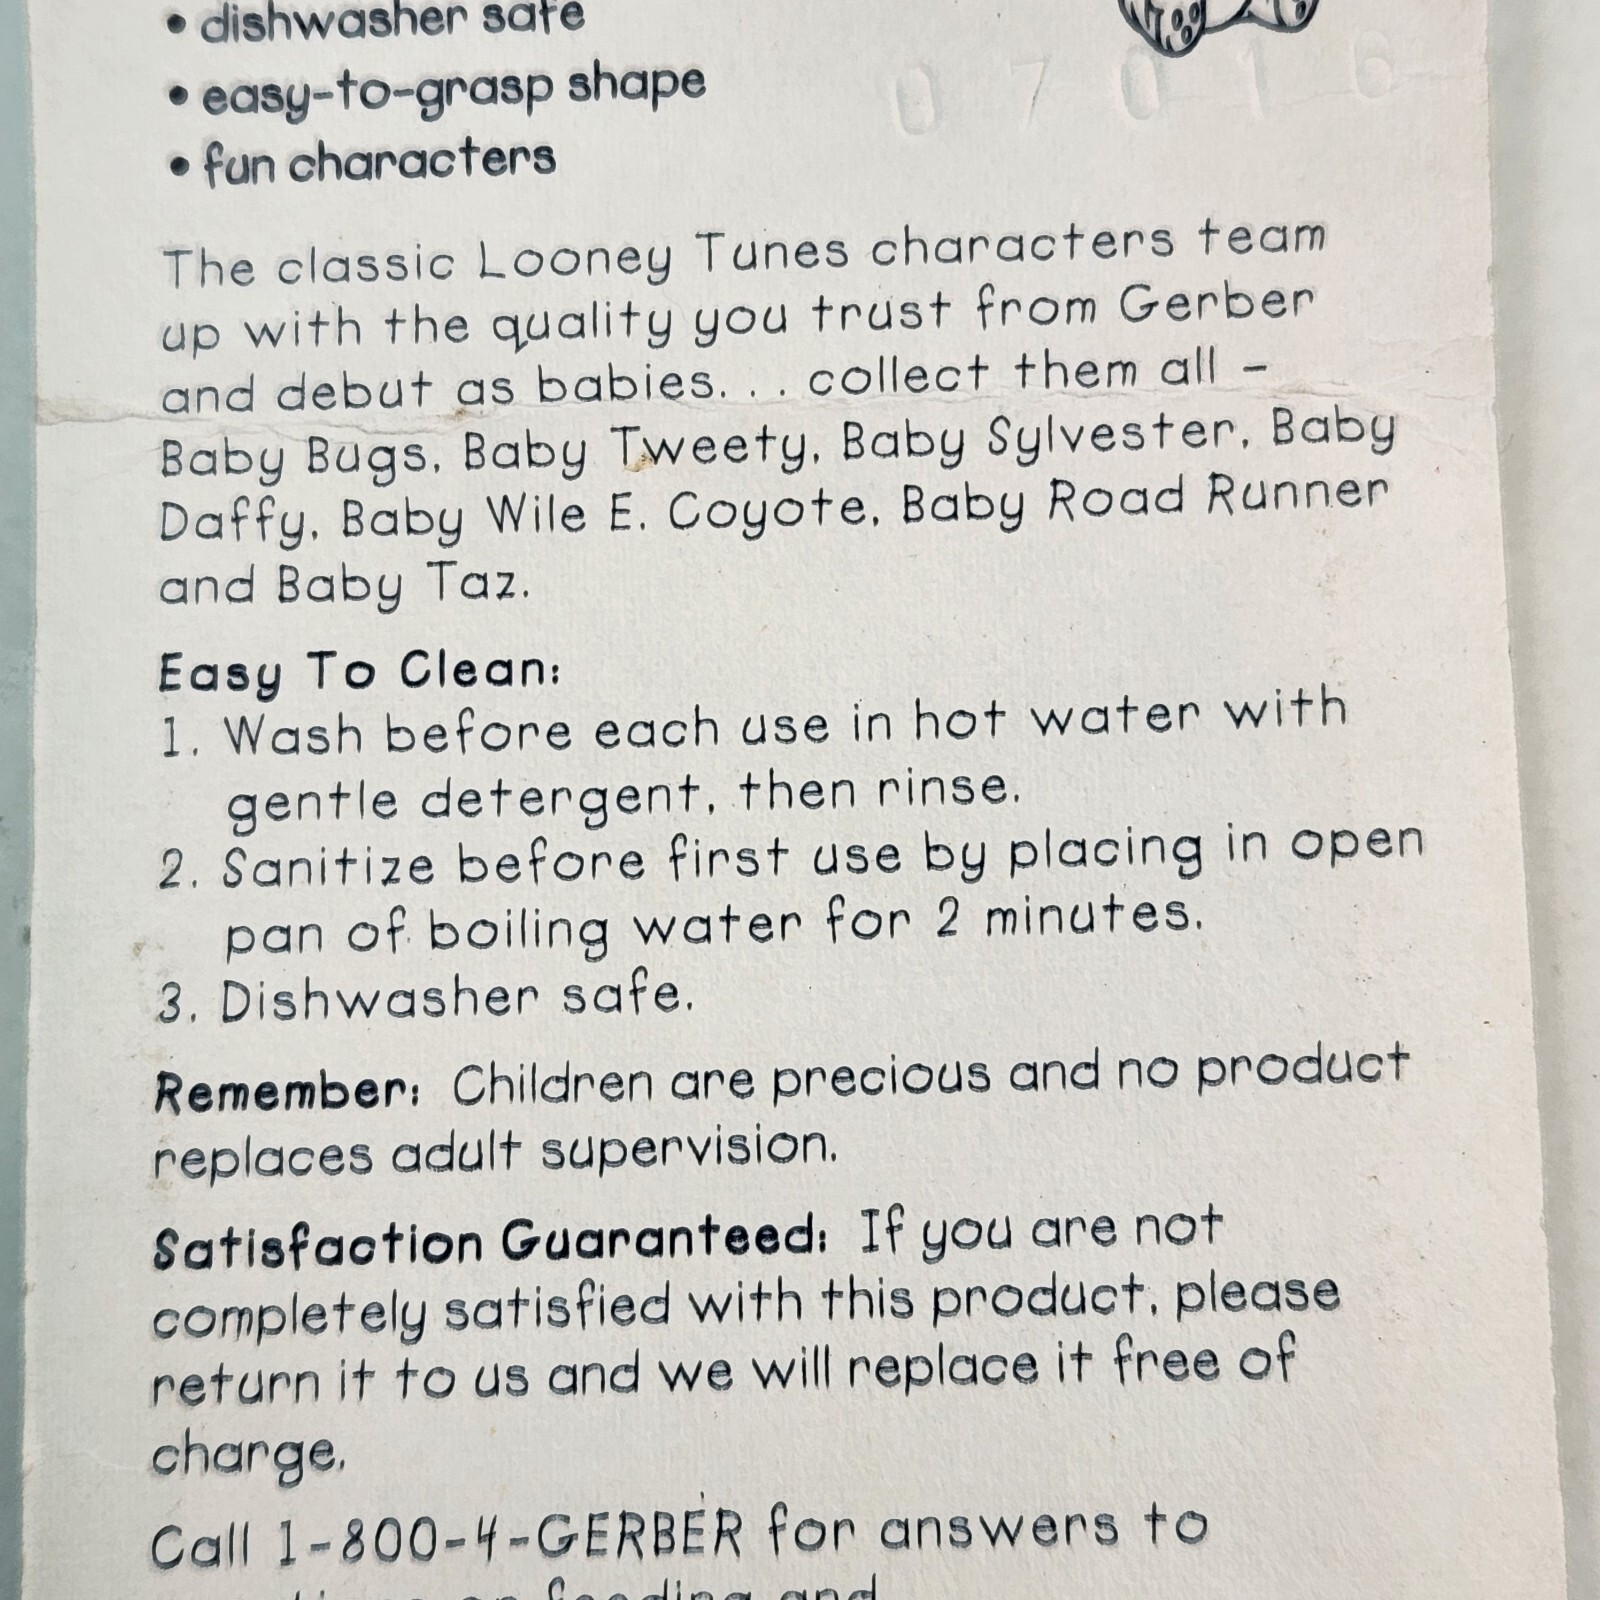 • dishwasher safe
• easy-to-grasp shape
07016
• fun characters
The classic Looney Tunes characters team
up with the quality you trust from Gerber
and debut as babies. . . collect them all –
Baby Bugs, Baby Tweety, Baby Sylvester, Baby
Daffy, Baby Wile E. Coyote, Baby Road Runner
and Baby Taz.
Easy To Clean:
1. Wash before each use in hot water with
gentle detergent, then rinse.
2. Sanitize before first use by placing in open
pan of boiling water for 2 minutes.
3. Dishwasher safe.
Remember: Children are precious and no product
replaces adult supervision.
Satisfaction Guaranteed: If you are not
completely satisfied with this product, please
return it to us and we will replace it free of
charge.
Call 1-800-4-GERBER for answers to
on feeding and